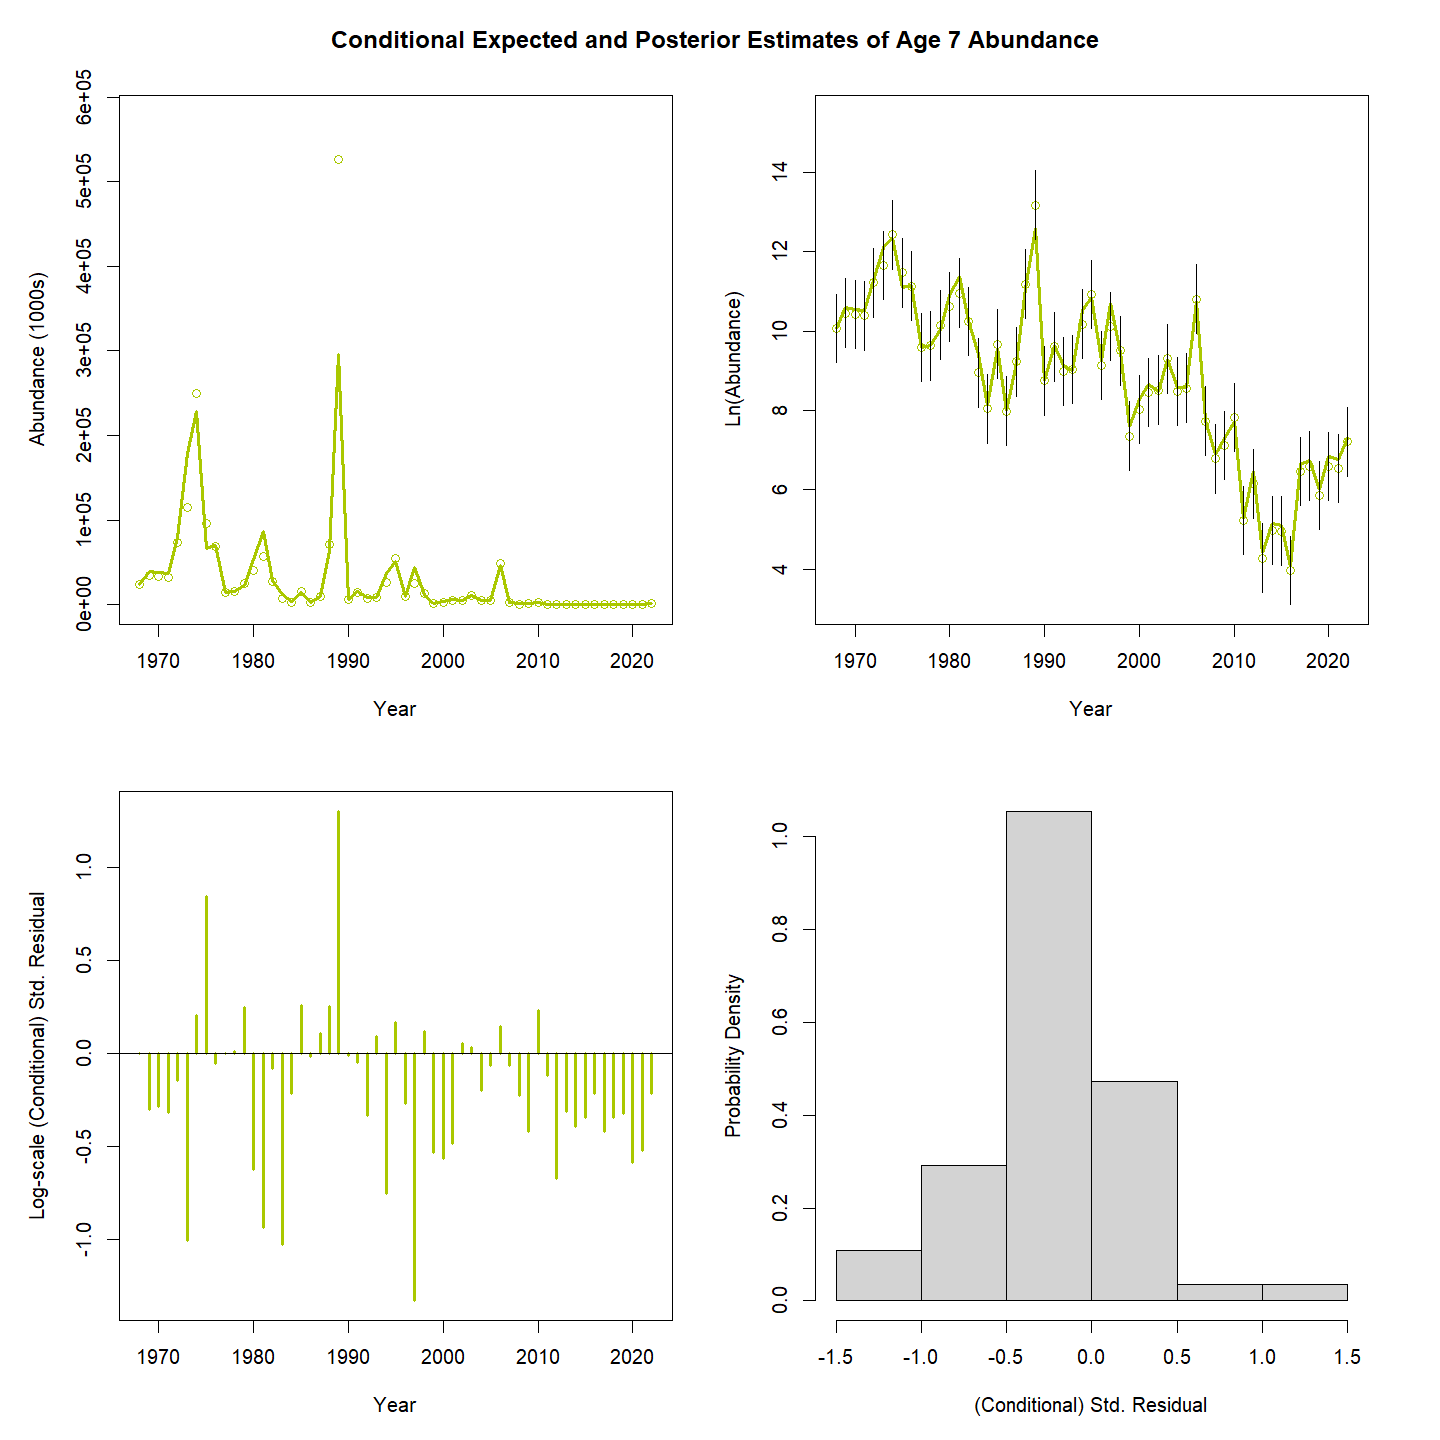 Conditional Expected and Posterior Estimates of Age 7 Abundance
Abundance (1000s)
6e+05
5e+05
4e+05
3e+05
2e+05
1e+05
0e+00
1970 1980 1990 2000 2010 2020
Year
Ln(Abundance)
14
12
10
8
6
4
1970 1980 1990 2000 2010 2020
Year
Log-scale (Conditional) Std. Residual
1.0
0.5
0.0
-0.5
-1.0
1970 1980 1990 2000 2010 2020
Year
Probability Density
1.0
0.8
0.6
0.4
0.2
0.0
-1.5 -1.0 -0.5 0.0 0.5 1.0 1.5
(Conditional) Std. Residual